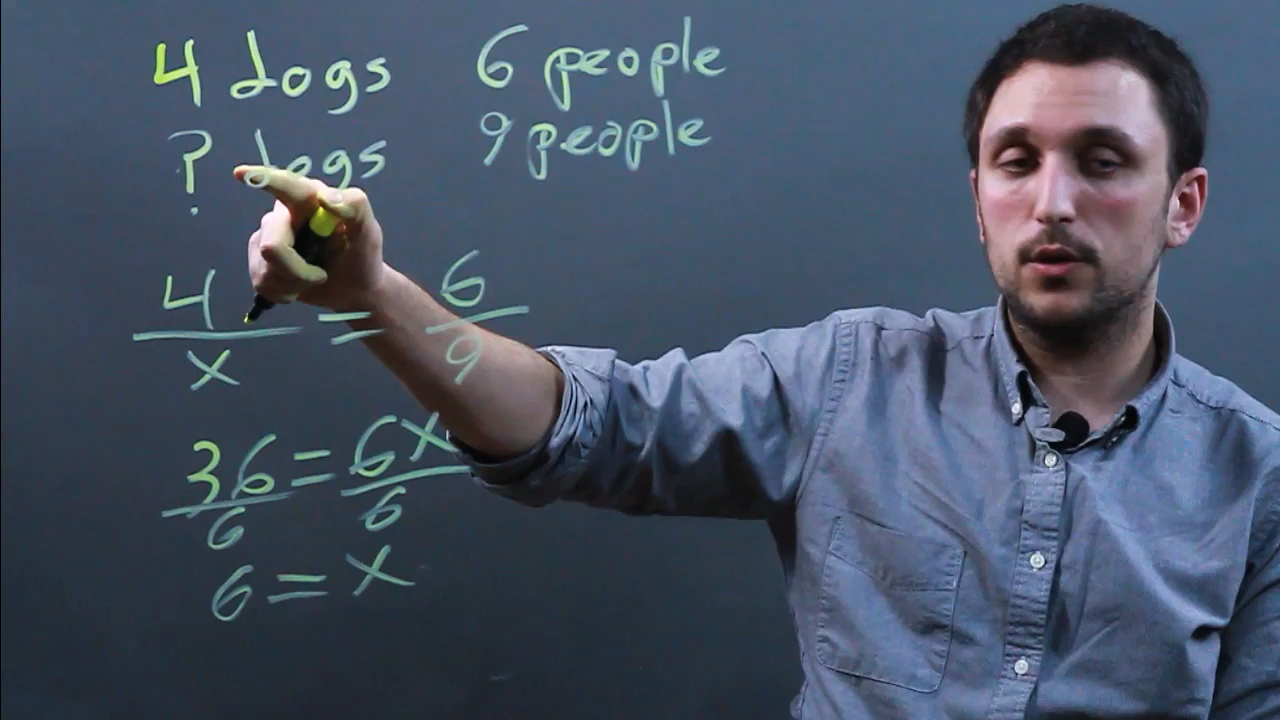 4 dogs 6 people
? dogs 9 people
4/x = 6/9
36/6 = 6x/6
6 = x